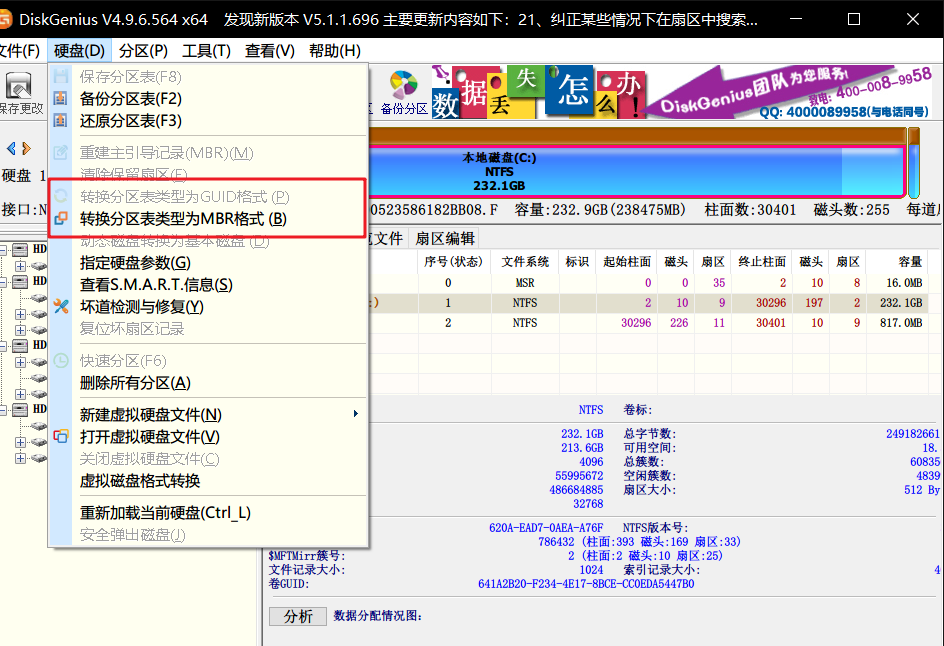 DiskGenius V4.9.6.564 x64 发现新版本 V5.1.1.696 主要更新内容如下：21、纠正某些情况下在扇区中搜索...
文件(F) 硬盘(D) 分区(P) 工具(T) 查看(V) 帮助(H)
保存更改
备份分区
数据丢失怎么办!
DiskGenius团队为您服务!
致电: 400-008-9958
QQ: 4000089958(与电话同号)
保存分区表(F8)
备份分区表(F2)
还原分区表(F3)
重建主引导记录(MBR)(M)
清除保留扇区(E)
转换分区表类型为GUID格式 (P)
转换分区表类型为MBR格式 (B)
动态磁盘转换为基本磁盘 (D)
指定硬盘参数(G)
查看S.M.A.R.T.信息(S)
坏道检测与修复(Y)
复位坏扇区记录
快速分区(F6)
删除所有分区(A)
新建虚拟硬盘文件(N)
打开虚拟硬盘文件(V)
关闭虚拟硬盘文件(C)
虚拟磁盘格式转换
重新加载当前硬盘(Ctrl_L)
安全弹出磁盘(J)
硬盘 1
本地磁盘(C:)
NTFS
232.1GB
接口:N
0523586182BB08.F 容量:232.9GB(238475MB) 柱面数:30401 磁头数:255 每道
HD
HD
HD
HD
文件 扇区编辑
序号(状态) 文件系统 标识 起始柱面 磁头 扇区 终止柱面 磁头 扇区 容量
0 MSR 0 0 35 2 10 8 16.0MB
:) 1 NTFS 2 10 9 30296 197 2 232.1GB
2 NTFS 30296 226 11 30401 10 9 817.0MB
NTFS 卷标:
232.1GB 总字节数: 249182661
213.6GB 可用空间: 18.
4096 总簇数: 60835
55995672 空闲簇数: 4839
486684885 扇区大小: 512 By
32768
620A-EAD7-0AEA-A76F NTFS版本号:
786432 (柱面:393 磁头:169 扇区:33)
$MFTMirr簇号: 2 (柱面:2 磁头:10 扇区:25)
文件记录大小: 1024 索引记录大小: 4
卷GUID: 641A2B20-F234-4E17-8BCE-CC0EDA5447B0
分析 数据分配情况图: